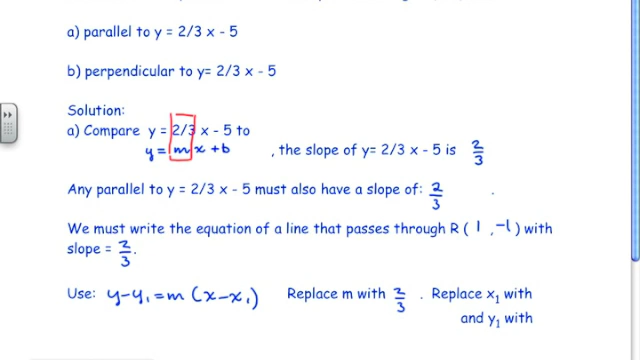 a) parallel to y = 2/3 x - 5
b) perpendicular to y= 2/3 x - 5
Solution:
a) Compare y = 2/3 x - 5 to
y = m x + b , the slope of y= 2/3 x - 5 is 2/3
Any parallel to y = 2/3 x - 5 must also have a slope of: 2/3
We must write the equation of a line that passes through R ( 1 , -1 ) with
slope = 2/3.
Use: y-y₁ = m (x-x₁) Replace m with 2/3 . Replace x₁ with
and y₁ with